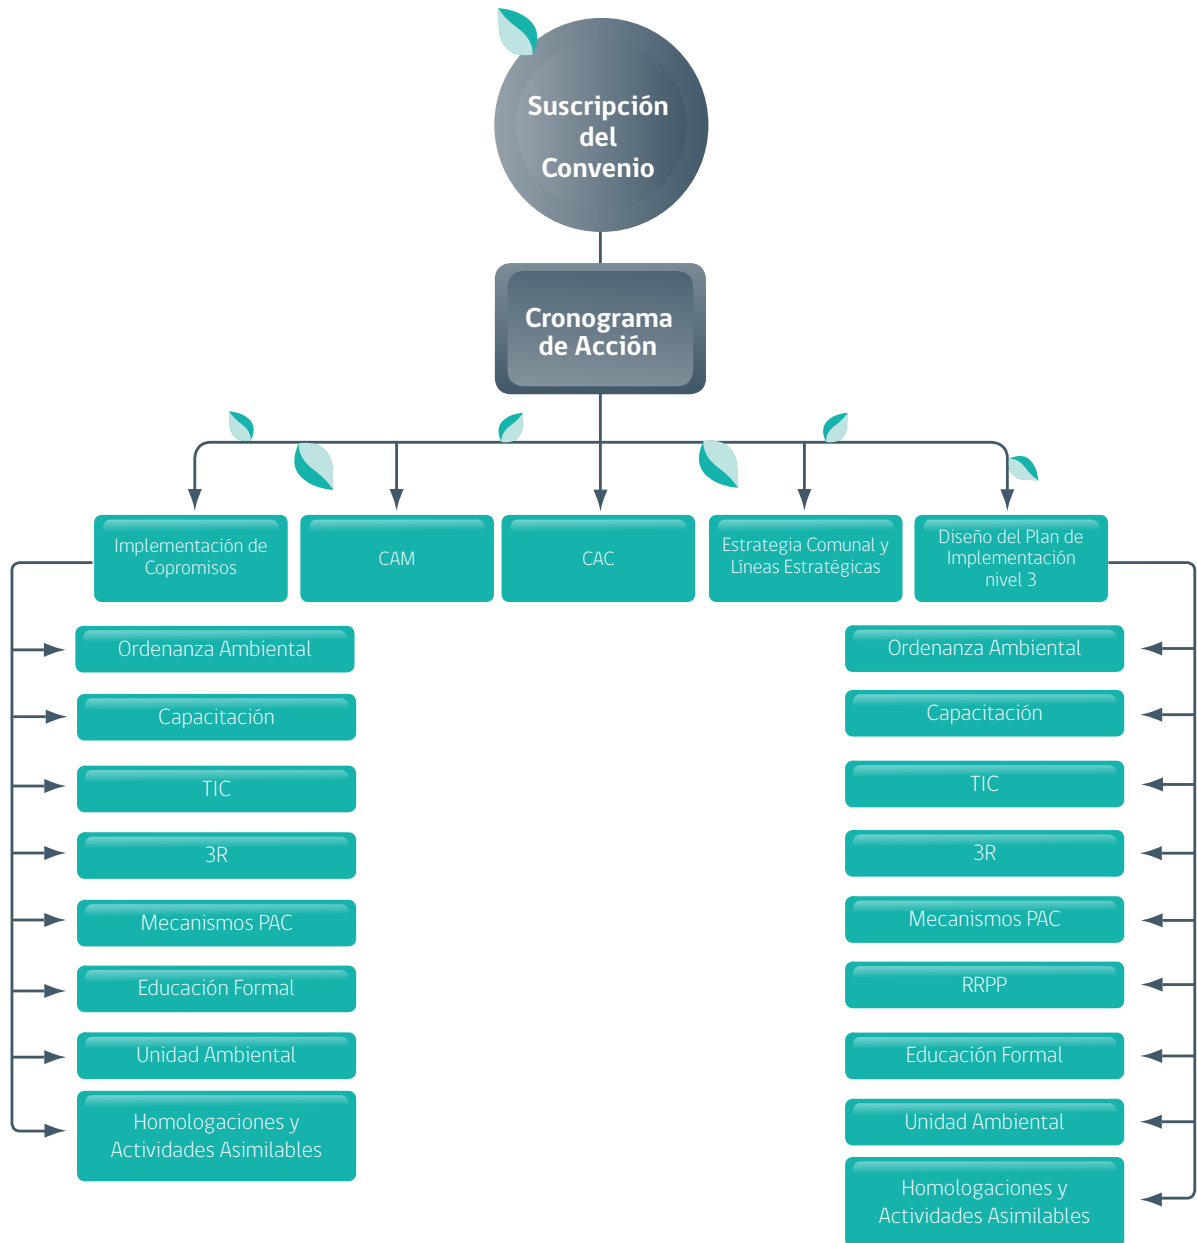 Suscripción
del
Convenio
Cronograma
de Acción
Implementación de
Copromisos
CAM
CAC
Estrategia Comunal y
Líneas Estratégicas
Diseño del Plan de
Implementación
nivel 3
Ordenanza Ambiental
Capacitación
TIC
3R
Mecanismos PAC
Educación Formal
Unidad Ambiental
Homologaciones y
Actividades Asimilables
Ordenanza Ambiental
Capacitación
TIC
3R
Mecanismos PAC
RRPP
Educación Formal
Unidad Ambiental
Homologaciones y
Actividades Asimilables